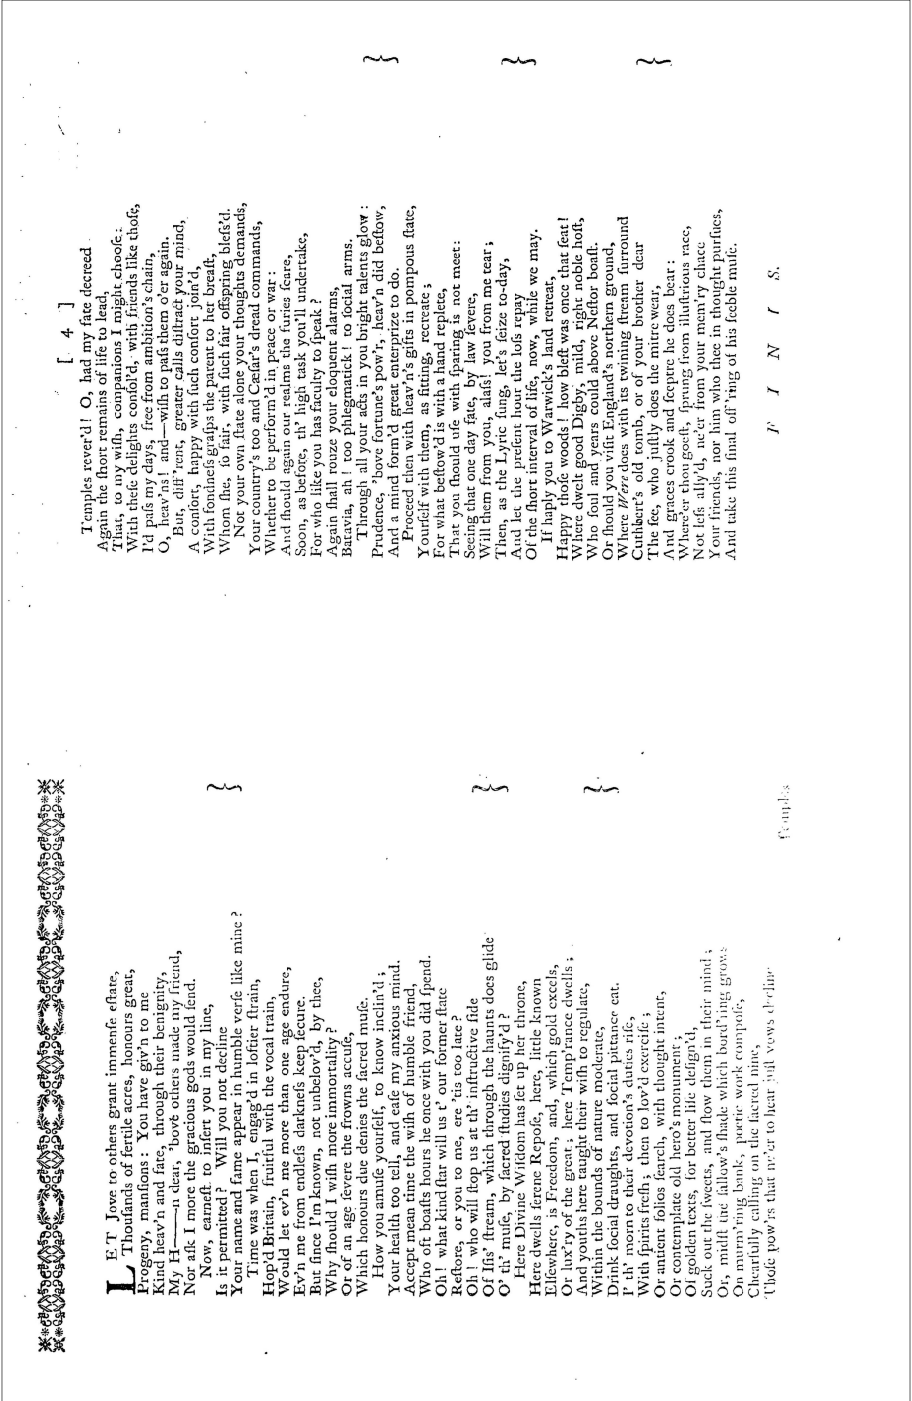 LET Jove to others grant immenſe eſtate,
Thouſands of fertile acres, honours great,
Progeny, manſions : You have giv'n to me
Kind heav'n and fate, through their benignity,
My H——n dear, 'bove others made my friend,
Nor aſk I more the gracious gods would ſend.
Now, earneſt to inſert you in my line,
Is it permitted? Will you not decline
Your name and fame appear in humble verſe like mine ?
Time was when I, engag'd in loftier ſtrain,
Hop'd Britain, fruitful with the vocal train,
Would let ev'n me more than one age endure,
Ev'n me from endleſs darkneſs keep ſecure.
But ſince I'm known, not unbelov'd, by thee,
Why ſhould I wiſh more immortality ?
Or of an age ſevere the frowns accuſe,
Which honours due denies the ſacred muſe.
How you amuſe yourſelf, to know inclin'd ;
Your health too tell, and eaſe my anxious mind.
Accept mean time the wiſh of humble friend,
Who oft boaſts hours he once with you did ſpend.
Oh ! what kind ſtar will us t' our former ſtate
Reſtore, or you to me, ere 'tis too late ?
Oh ! who will ſtop us at th' inſtructive ſide
Of Iſis' ſtream, which through the haunts does glide
O' th' muſe, by ſacred ſtudies dignify'd ?
Here Divine Wiſdom has ſet up her throne,
Here dwells ſerene Repoſe, here, little known
Elſewhere, is Freedom, and, which gold excels,
Or lux'ry of the great ; here Temp'rance dwells ;
And youths here taught their wiſh to regulate,
Within the bounds of nature moderate,
Drink ſocial draughts, and ſocial pittance eat.
I' th' morn to their devotion's duties riſe,
With ſpirits freſh ; then to lov'd exerciſe ;
Or antient folios ſearch, with thought intent,
Or contemplate old hero's monument ;
Of golden texts, for better life deſign'd,
Suck out the ſweets, and ſtow them in their mind ;
Or, midſt the ſallow's ſhade which bord'ring grows
On murm'ring bank, poetic work compoſe,
Chearfully calling on the ſacred nine,
Thoſe pow'rs that ne'er to hear juſt vows decline
[ 4 ]
Temples rever'd ! O, had my fate decreed
Again the ſhort remains of life to lead,
That, to my wiſh, companions I might chooſe ;
With theſe delights conſol'd, with friends like thoſe,
I'd paſs my days, free from ambition's chain,
O, heav'ns ! and—wiſh to paſs them o'er again.
But, diff'rent, greater calls diſtract your mind,
A conſort, happy with ſuch conſort join'd,
With fondneſs graſps the parent to her breaſt,
Whom ſhe, ſo fair, with ſuch fair offspring bleſs'd.
Not your own ſtate alone your thoughts demands,
Your country's too and Cæſar's dread commands,
Whether to be perform'd in peace or war :
And ſhould again our realms the furies ſcare,
Soon, as before, th' high task you'll undertake,
For who like you has faculty to ſpeak ?
Again ſhall rouze your eloquent alarms,
Batavia, ah ! too phlegmatick ! to ſocial arms.
Through all your acts in you bright talents glow :
Prudence, 'bove fortune's pow'r, heav'n did beſtow,
And a mind form'd great enterprize to do.
Proceed then with heav'n's gifts in pompous ſtate,
Yourſelf with them, as fitting, recreate ;
For what beſtow'd is with a hand replete,
That you ſhould uſe with ſparing is not meet :
Seeing that one day fate, by law ſevere,
Will them from you, alaſs ! you from me tear ;
Then, as the Lyric ſung, let's ſeize to-day,
And let the preſent hour the loſs repay
Of the ſhort interval of life, now, while we may.
If haply you to Warwick's land retreat,
Happy thoſe woods ! how bleſt was once that ſeat !
Where dwelt good Digby, mild, right noble hoſt,
Who ſoul and years could above Neſtor boaſt.
Or ſhould you viſit England's northern ground,
Where Were does with its twining ſtream ſurround
Cuthbert's old tomb, or of your brother dear
The ſee, who juſtly does the mitre wear,
And graces crook and ſceptre he does bear :
Where'er thou goeſt, ſprung from illuſtrious race,
Not leſs ally'd, ne'er from your mem'ry chace
Your friends, nor him who thee in thought purſues,
And take this ſmal off'ring of his feeble muſe.
F I N I S.